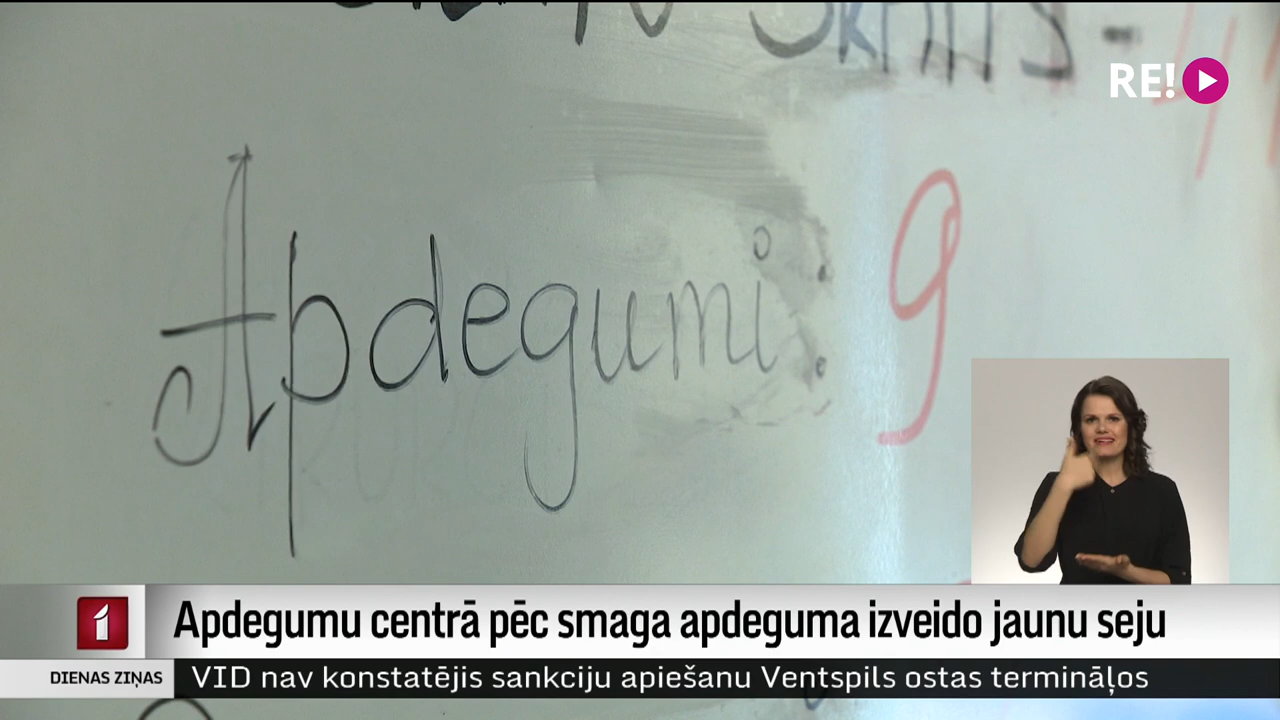 SKAITS -
RE!
Apdegumi: 9
1
Apdegumu centrā pēc smaga apdeguma izveido jaunu seju
DIENAS ZIŅAS
VID nav konstatējis sankciju apiešanu Ventspils ostas termināļos